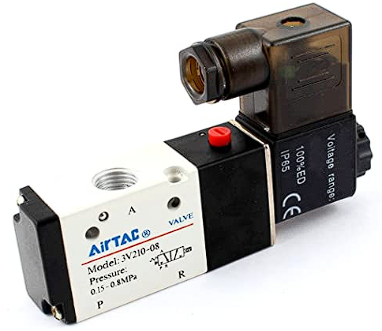 A
AirTAC ®
VALVE
Model: 3V210-08
Pressure:
0.15-0.8MPa
P
R
Voltage range:
100%ED
IP65
CE